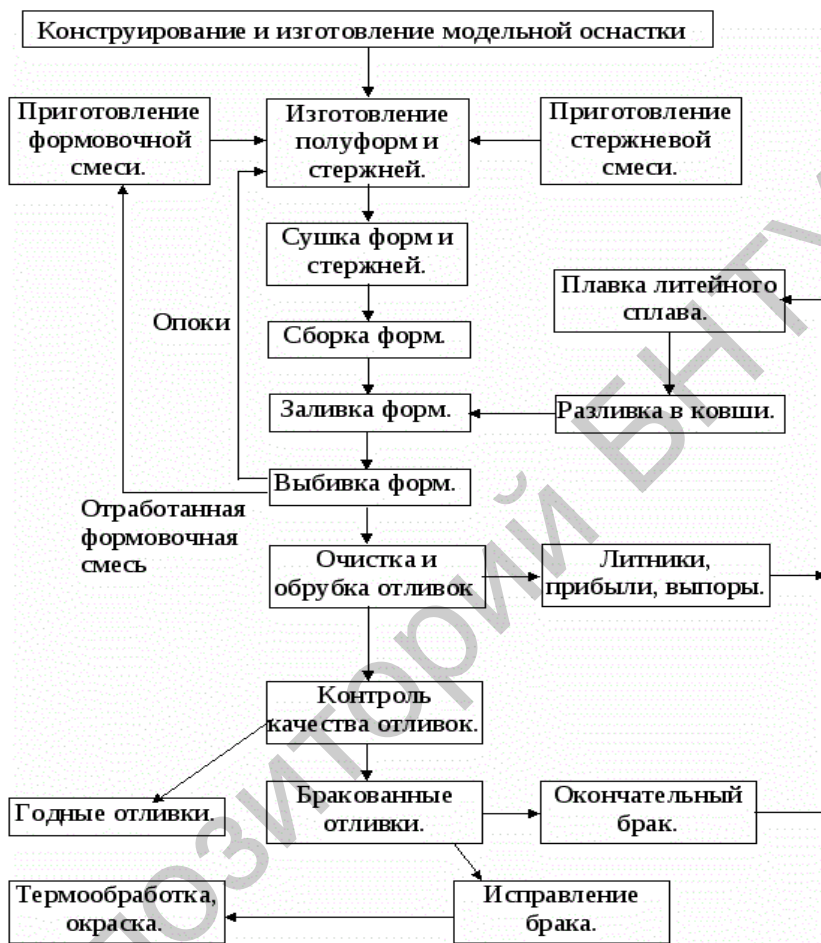 Конструирование и изготовление модельной оснастки
Приготовление
формовочной
смеси.
Изготовление
полуформ и
стержней.
Приготовление
стержневой
смеси.
Сушка форм и
стержней.
Плавка литейного
сплава.
Опоки
Сборка форм.
Заливка форм.
Разливка в ковши.
Выбивка форм.
Отработанная
формовочная
смесь
Очистка и
обрубка отливок
Литники,
прибыли, выпоры.
Контроль
качества отливок.
Годные отливки.
Бракованные
отливки.
Окончательный
брак.
Термообработка,
окраска.
Исправление
брака.
позиторий БНТУ